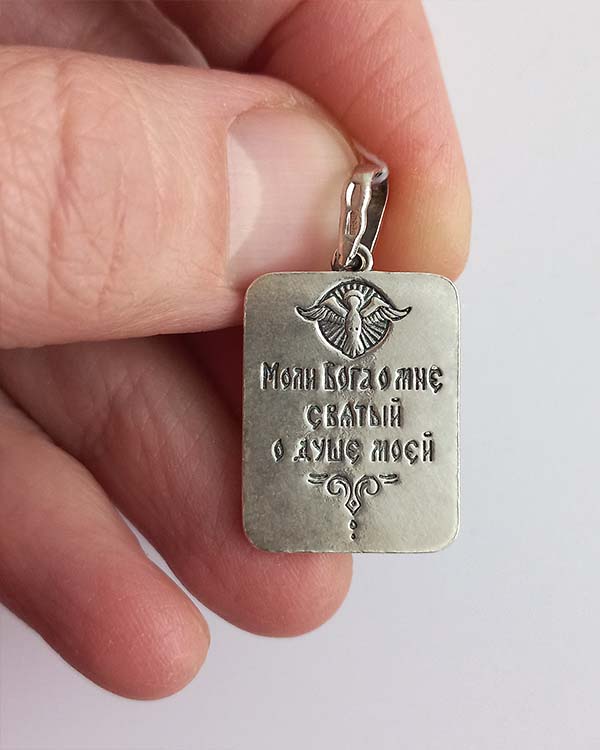 Моли Бога о мне
святый
о душе моей